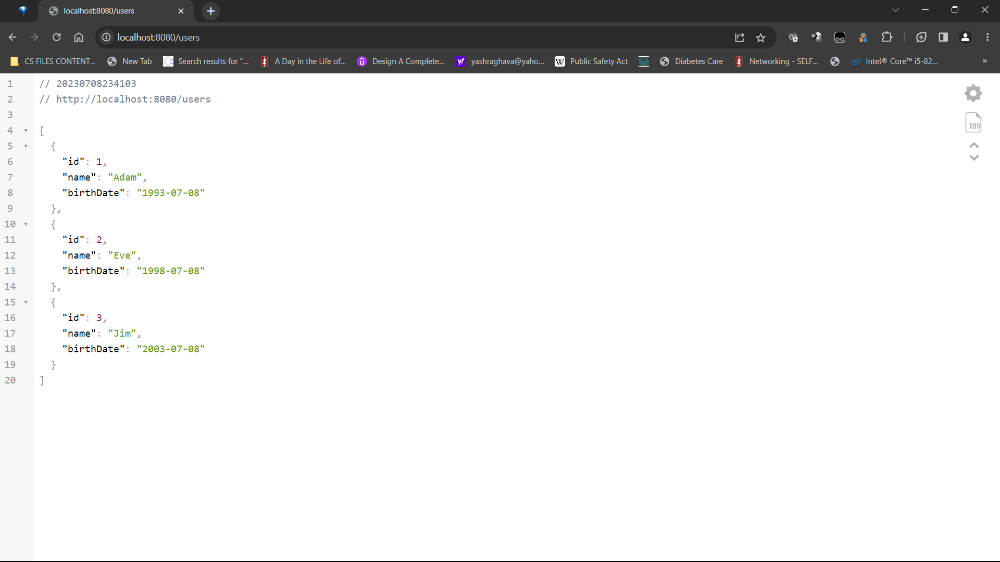 localhost:8080/users
localhost:8080/users
CS FILES CONTENT...
New Tab
Search results for "...
A Day in the Life of...
Design A Complete...
yashraghava@yaho...
Public Safety Act
Diabetes Care
Networking - SELF...
Intel® Core™ i5-82...
»
1 // 20230708234103
2 // http://localhost:8080/users
3
4 [
5 {
6 "id": 1,
7 "name": "Adam",
8 "birthDate": "1993-07-08"
9 },
10 {
11 "id": 2,
12 "name": "Eve",
13 "birthDate": "1998-07-08"
14 },
15 {
16 "id": 3,
17 "name": "Jim",
18 "birthDate": "2003-07-08"
19 }
20 ]
RAW